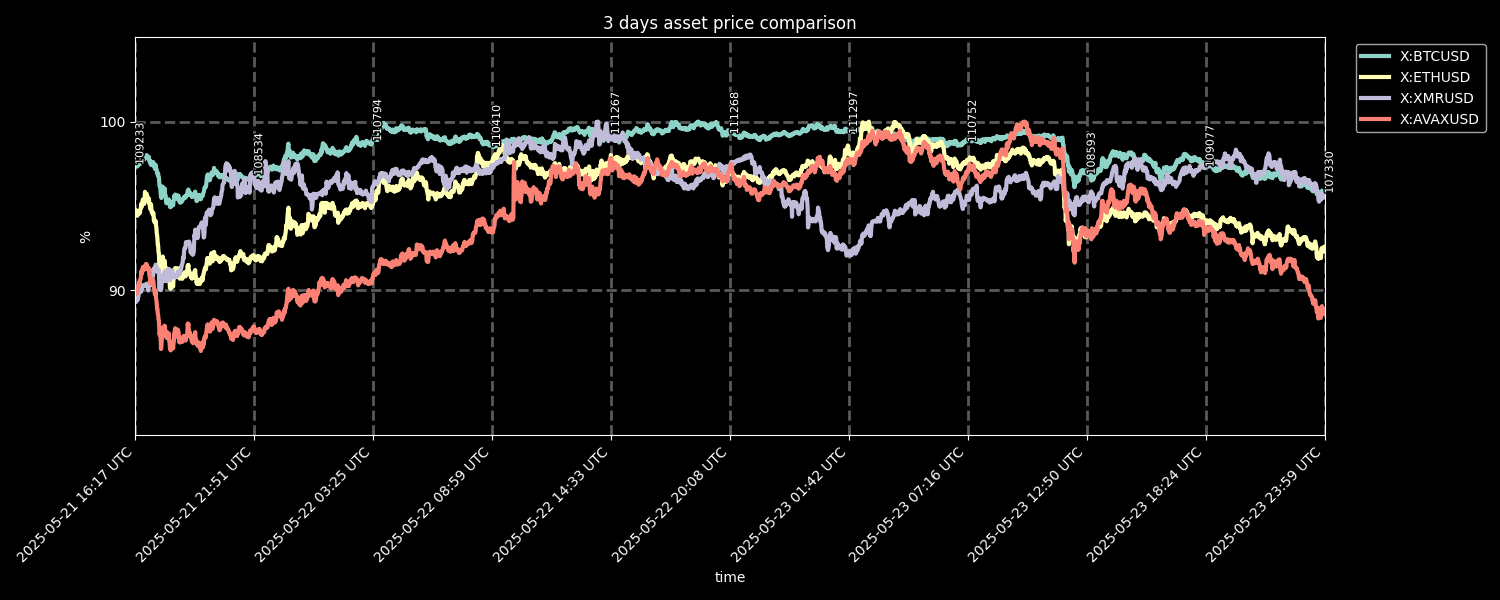 3 days asset price comparison
X:BTCUSD
X:ETHUSD
X:XMRUSD
X:AVAXUSD
100
90
%
109233
108534
110794
110410
111267
111268
111297
110752
108593
109077
107330
2025-05-21 16:17 UTC
2025-05-21 21:51 UTC
2025-05-22 03:25 UTC
2025-05-22 08:59 UTC
2025-05-22 14:33 UTC
2025-05-22 20:08 UTC
2025-05-23 01:42 UTC
2025-05-23 07:16 UTC
2025-05-23 12:50 UTC
2025-05-23 18:24 UTC
2025-05-23 23:59 UTC
time